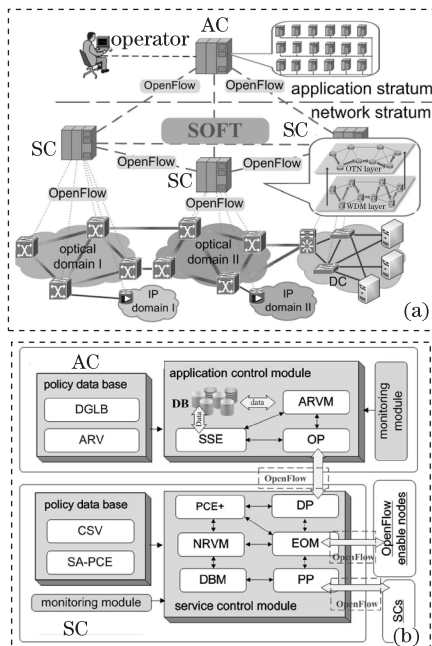 AC
operator
OpenFlow
OpenFlow
application stratum
OpenFlow
network stratum
SC
SOFT
SC
OpenFlow
SC
OpenFlow
OTN layer
OpenFlow
OpenFlow
WDM layer
optical
domain I
optical
domain II
DC
IP
domain I
IP
domain II
(a)
AC
policy data base
DGLB
ARV
application control module
DB
data
Data
ARVM
SSE
OP
monitoring
module
OpenFlow
policy data base
CSV
SA-PCE
PCE+
DP
NRVM
EOM
DBM
PP
service control module
OpenFlow
OpenFlow
OpenFlow
enable nodes
SCs
monitoring module
SC
(b)